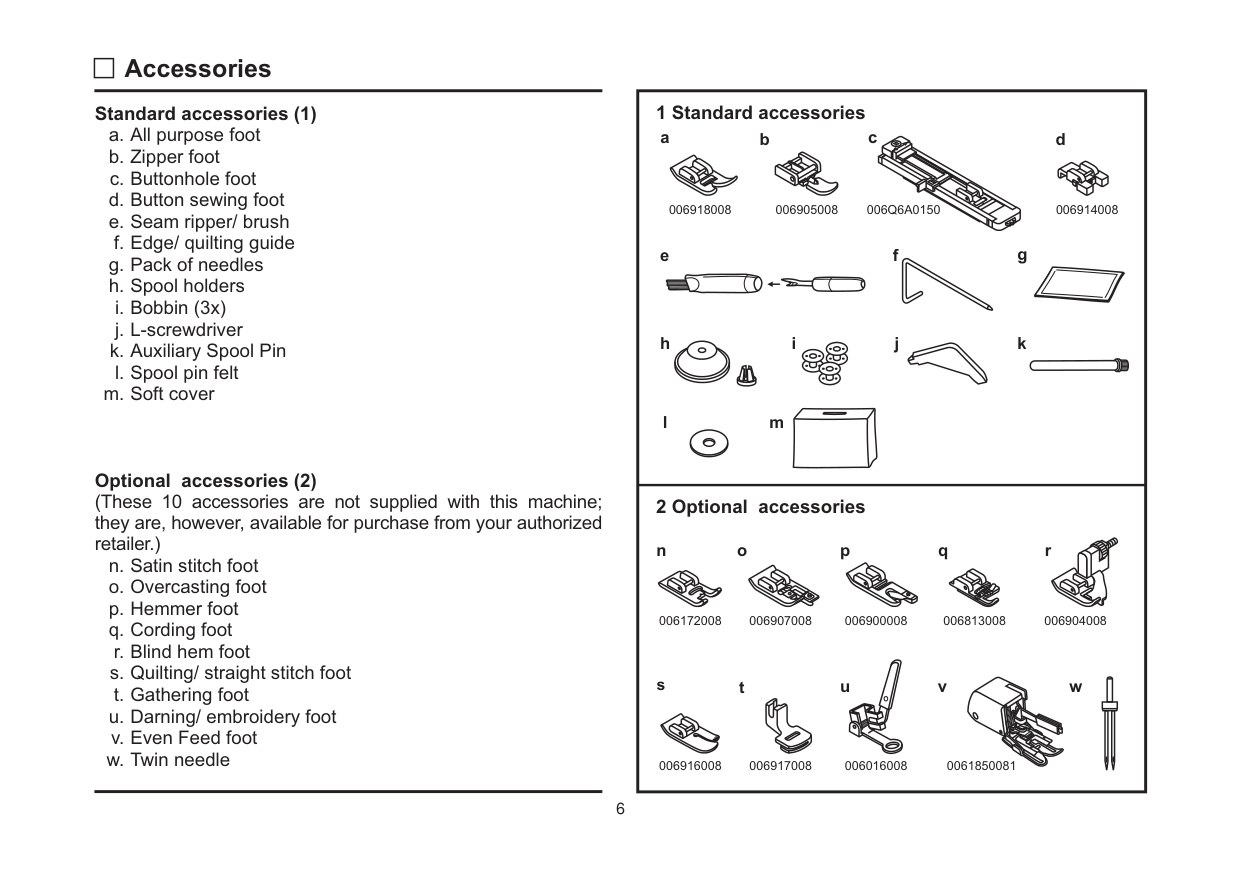 Accessories
Standard accessories (1)
a. All purpose foot
b. Zipper foot
c. Buttonhole foot
d. Button sewing foot
e. Seam ripper/ brush
f. Edge/ quilting guide
g. Pack of needles
h. Spool holders
i. Bobbin (3x)
j. L-screwdriver
k. Auxiliary Spool Pin
l. Spool pin felt
m. Soft cover
Optional  accessories (2)
(These 10 accessories are not supplied with this machine;
they are, however, available for purchase from your authorized
retailer.)
n. Satin stitch foot
o. Overcasting foot
p. Hemmer foot
q. Cording foot
r. Blind hem foot
s. Quilting/ straight stitch foot
t. Gathering foot
u. Darning/ embroidery foot
v. Even Feed foot
w. Twin needle
1 Standard accessories
a b c d
006918008 006905008 006Q6A0150 006914008
e f g
h i j k
l m
2 Optional  accessories
n o p q r
006172008 006907008 006900008 006813008 006904008
s t u v w
006916008 006917008 006016008 0061850081
6